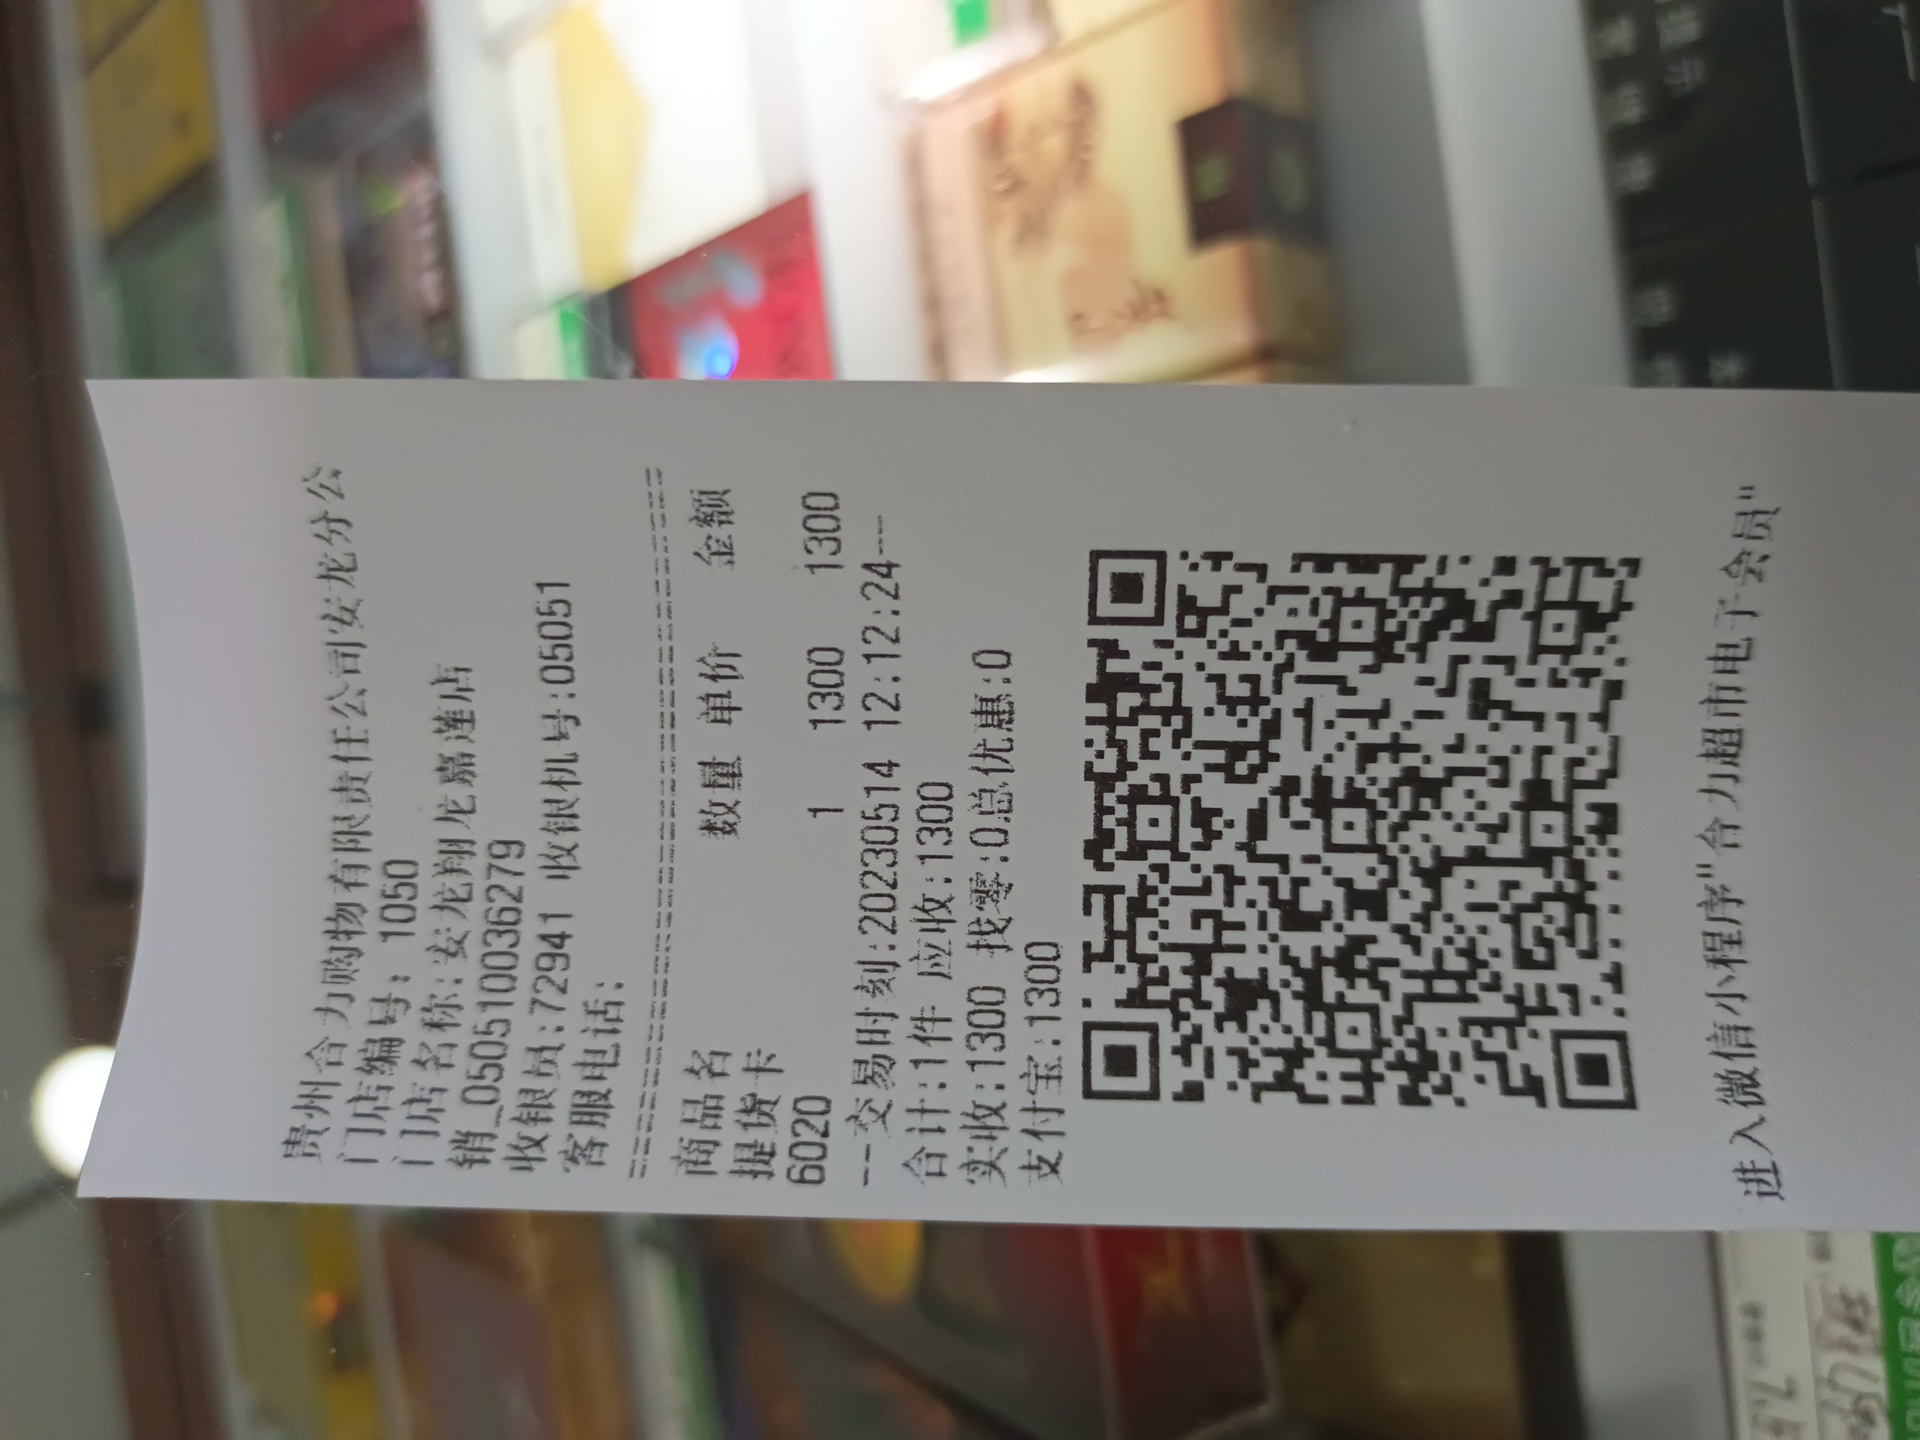 贵州合力购物有限责任公司安龙分公
门店编号: 1050
门店名称:安龙翔龙嘉莲店
销_0505100036279
收银员:729941 收银机号:05051
客服电话:
商品名 数量 单价 金额
提货卡
6020 1 1300 1300
--交易时刻:20230514 12:12:24---
合计:1件 应收:1300
实收:1300 找零:0总优惠:0
支付宝:1300
进入微信小程序"合力超市电子会员"